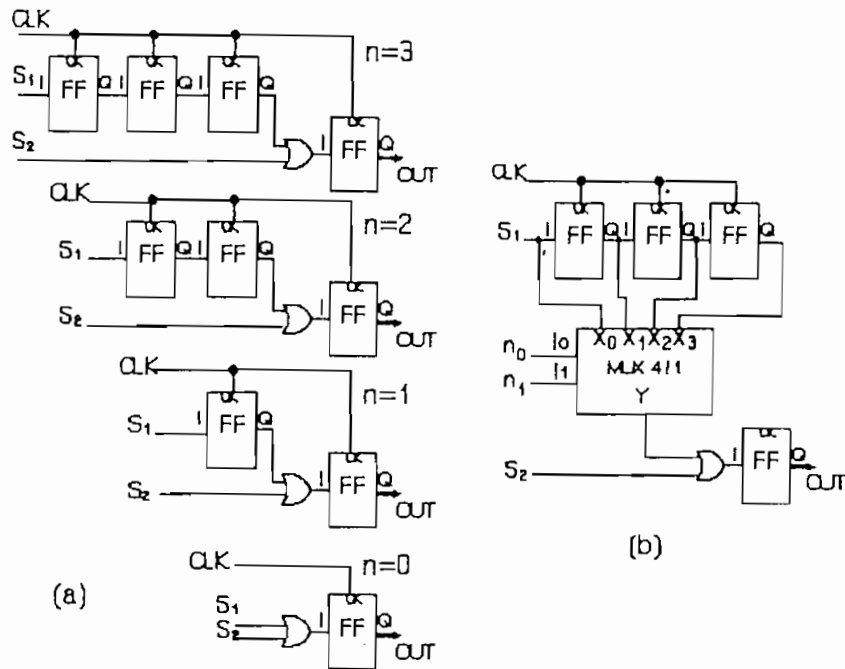 CLK
n=3
S1 I FF Q I FF Q I FF Q
S2
I FF Q
OUT
CLK
n=2
S1 I FF Q I FF Q
S2
I FF Q
OUT
CLK
n=1
S1 I FF Q
S2
I FF Q
OUT
CLK
n=0
S1
S2
I FF Q
OUT
(a)
CLK
S1 I FF Q I FF Q I FF Q
X0 X1 X2 X3
n0 I0
n1 I1
MUX 4/1
Y
S2
I FF Q
OUT
(b)